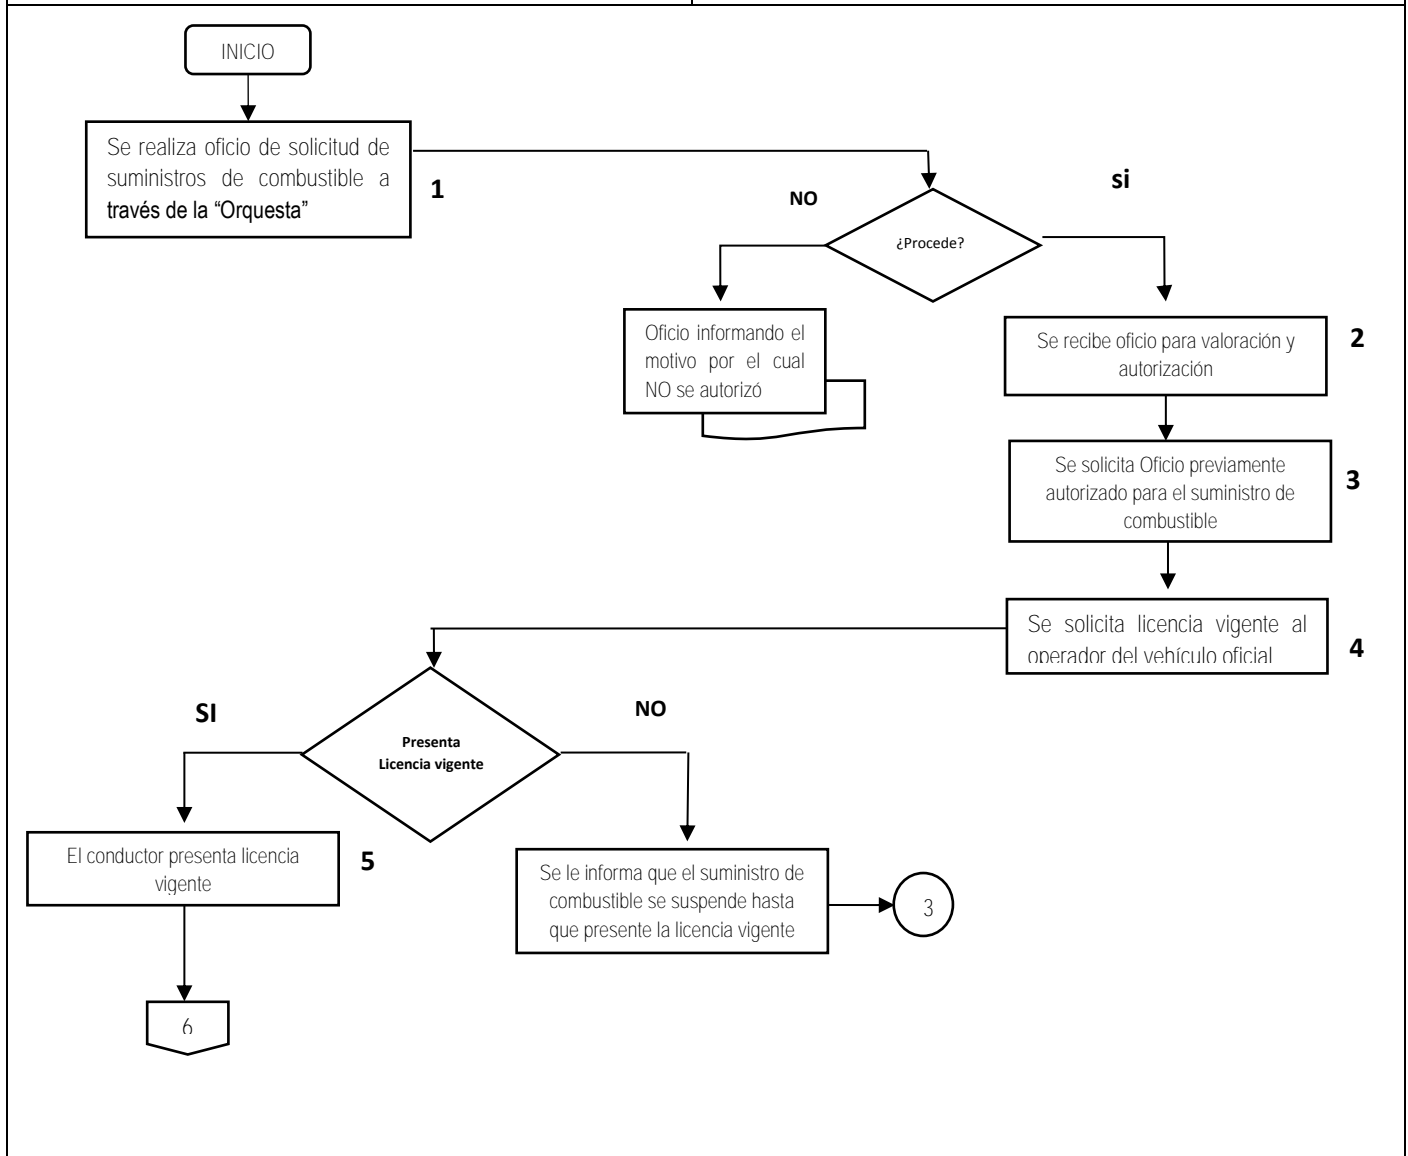 INICIO
Se realiza oficio de solicitud de
suministros de combustible a
través de la “Orquesta”
1
NO
si
¿Procede?
Oficio informando el
motivo por el cual
NO se autorizó
Se recibe oficio para valoración y
autorización
2
Se solicita Oficio previamente
autorizado para el suministro de
combustible
3
Se solicita licencia vigente al
operador del vehículo oficial
4
SI
NO
Presenta
Licencia vigente
El conductor presenta licencia
vigente
5
Se le informa que el suministro de
combustible se suspende hasta
que presente la licencia vigente
3
6